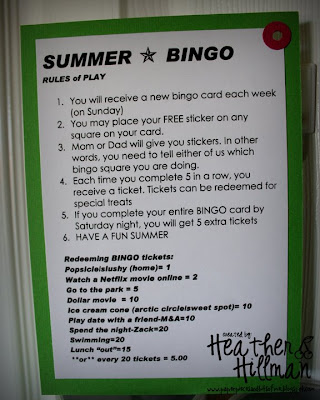 SUMMER ☆ BINGO
RULES of PLAY
1. You will receive a new bingo card each week
(on Sunday)
2. You may place your FREE sticker on any
square on your card.
3. Mom or Dad will give you stickers. In other
words, you need to tell either of us which
bingo square you are doing.
4. Each time you complete 5 in a row, you
receive a ticket. Tickets can be redeemed for
special treats
5. If you complete your entire BINGO card by
Saturday night, you will get 5 extra tickets
6. HAVE A FUN SUMMER
Redeeming BINGO tickets:
Popsicle/slushy (home)= 1
Watch a Netflix movie online = 2
Go to the park = 5
Dollar movie = 10
Ice cream cone (arctic circle/sweet spot)= 10
Play date with a friend-M&A=10
Spend the night-Zack=20
Swimming=20
Lunch "out"=15
**or** every 20 tickets = 5.00
created by
Heather
Hillman